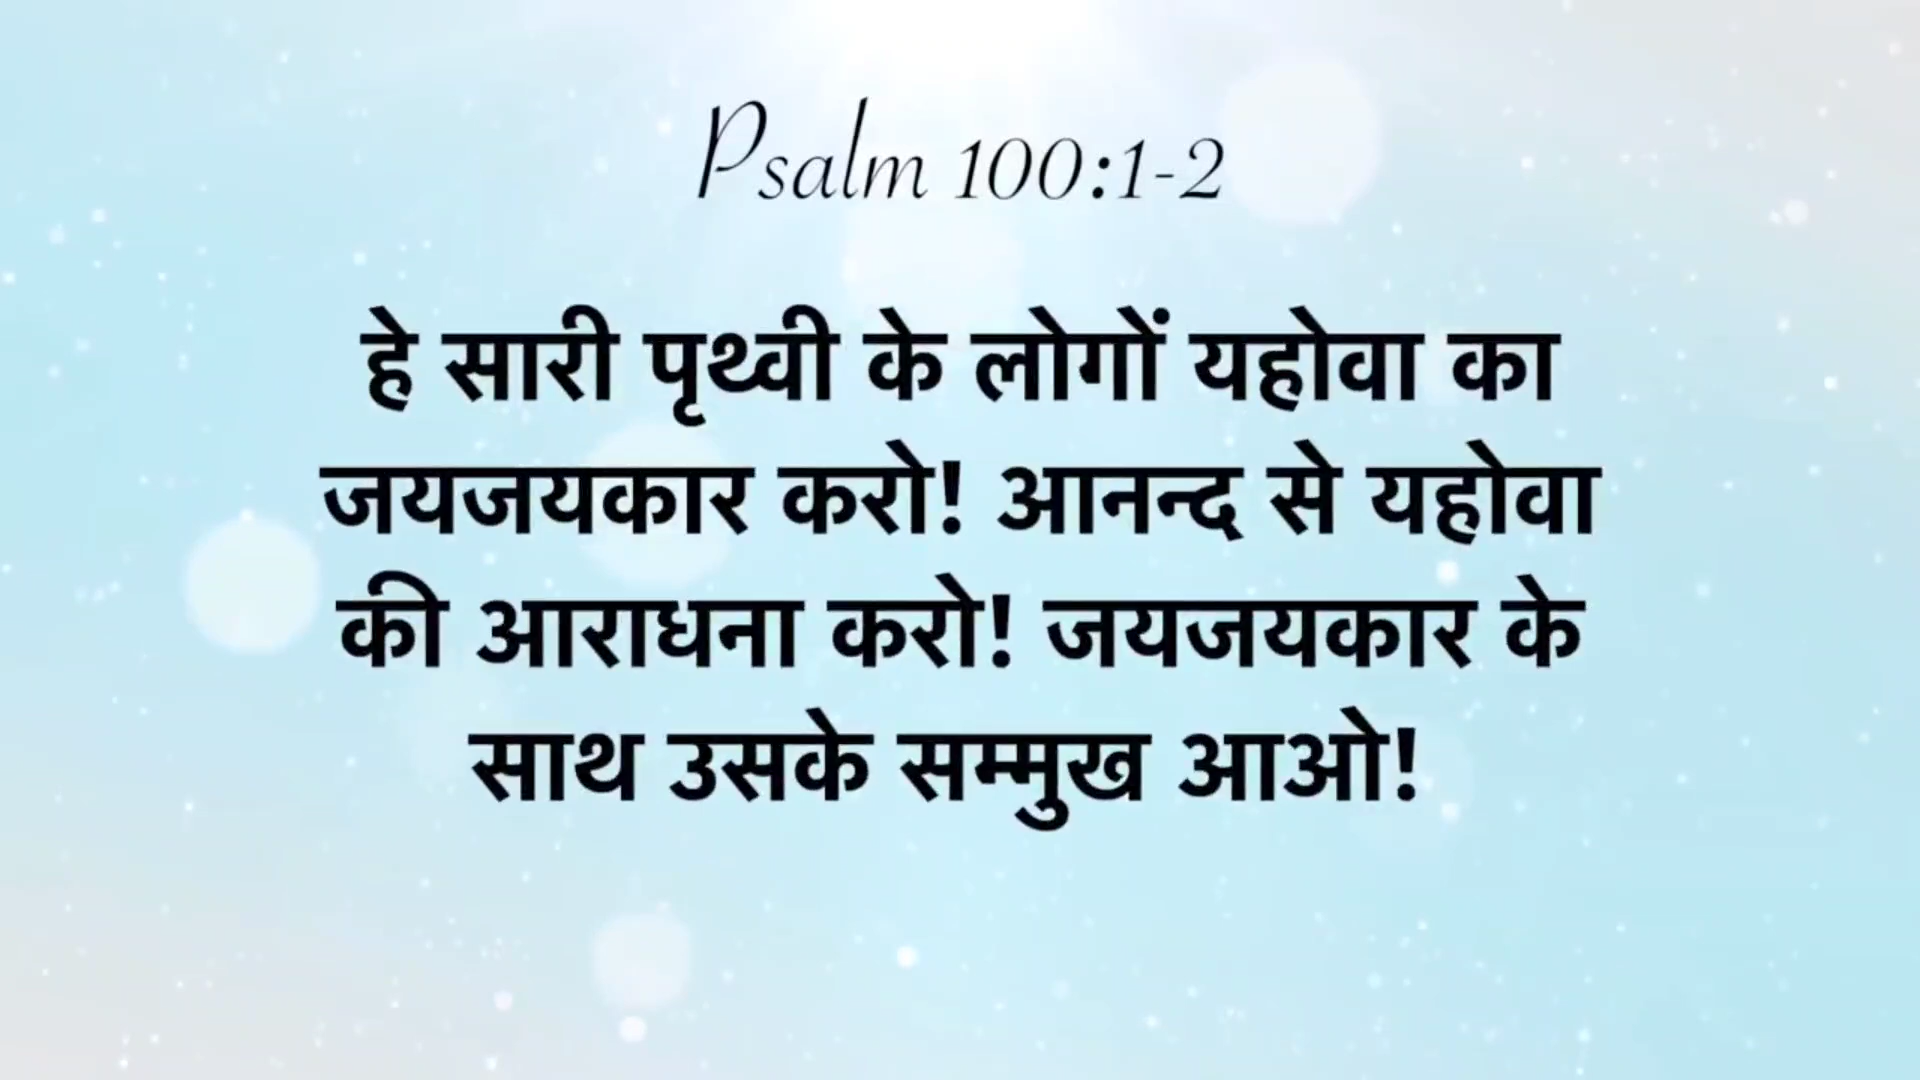 Psalm 100:1-2
हे सारी पृथ्वी के लोगों यहोवा का
जयजयकार करो! आनन्द से यहोवा
की आराधना करो! जयजयकार के
साथ उसके सम्मुख आओ!